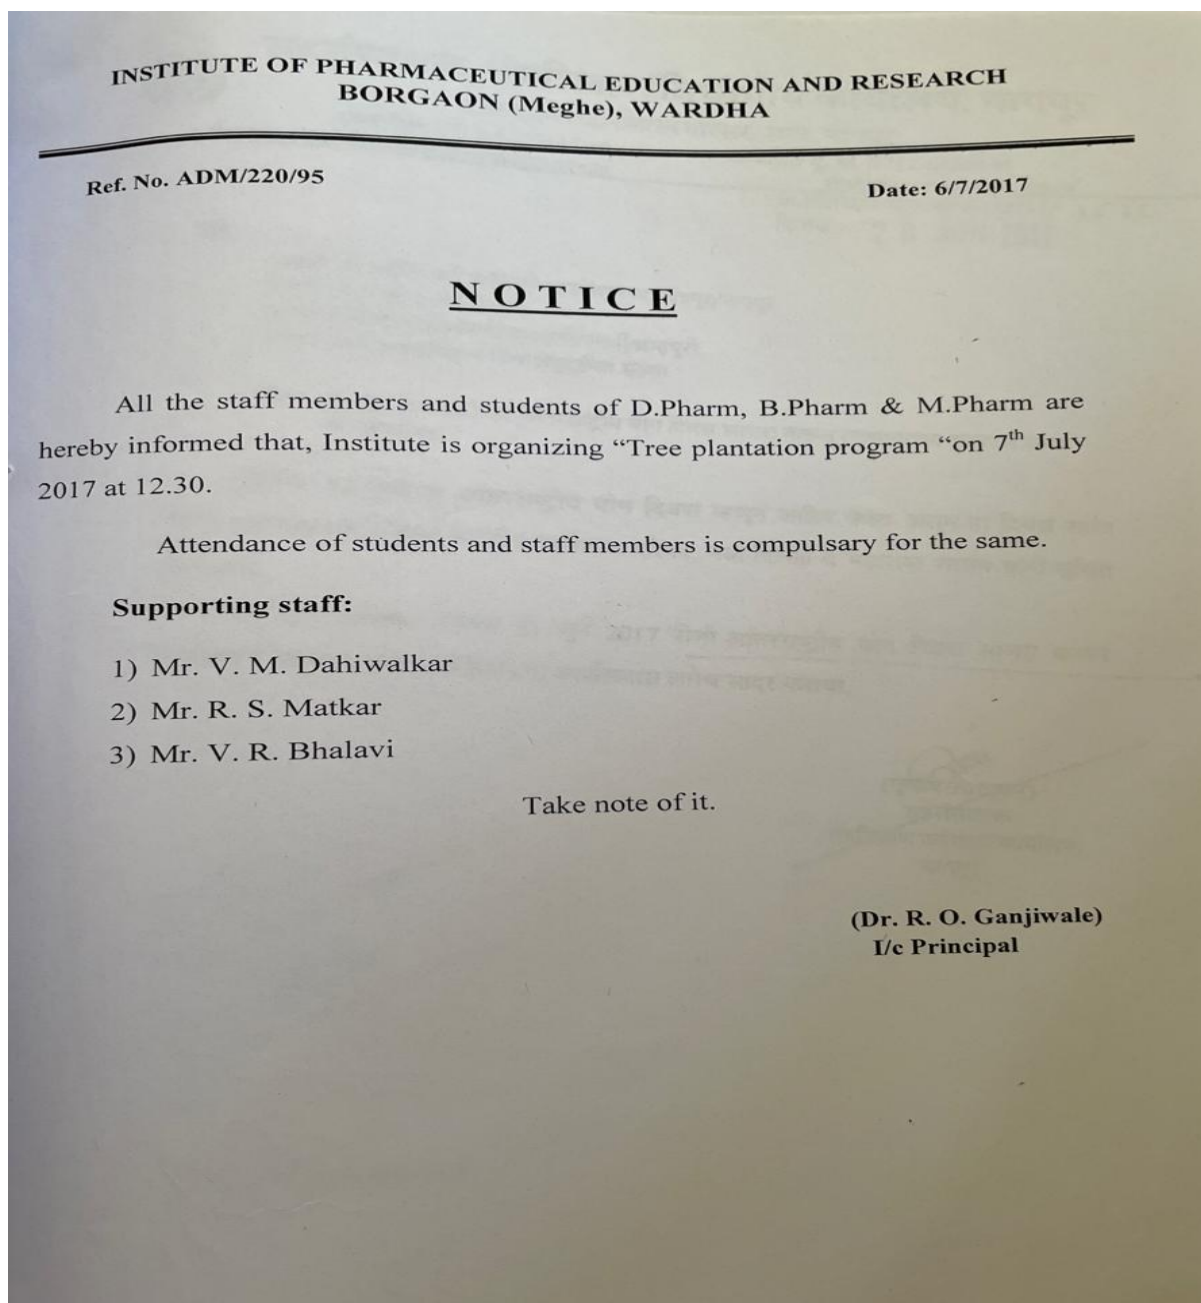 INSTITUTE OF PHARMACEUTICAL EDUCATION AND RESEARCH
BORGAON (Meghe), WARDHA
Ref. No. ADM/220/95
Date: 6/7/2017
NOTICE
All the staff members and students of D.Pharm, B.Pharm & M.Pharm are
hereby informed that, Institute is organizing “Tree plantation program “on 7th July
2017 at 12.30.
Attendance of students and staff members is compulsary for the same.
Supporting staff:
1) Mr. V. M. Dahiwalkar
2) Mr. R. S. Matkar
3) Mr. V. R. Bhalavi
Take note of it.
(Dr. R. O. Ganjiwale)
I/c Principal